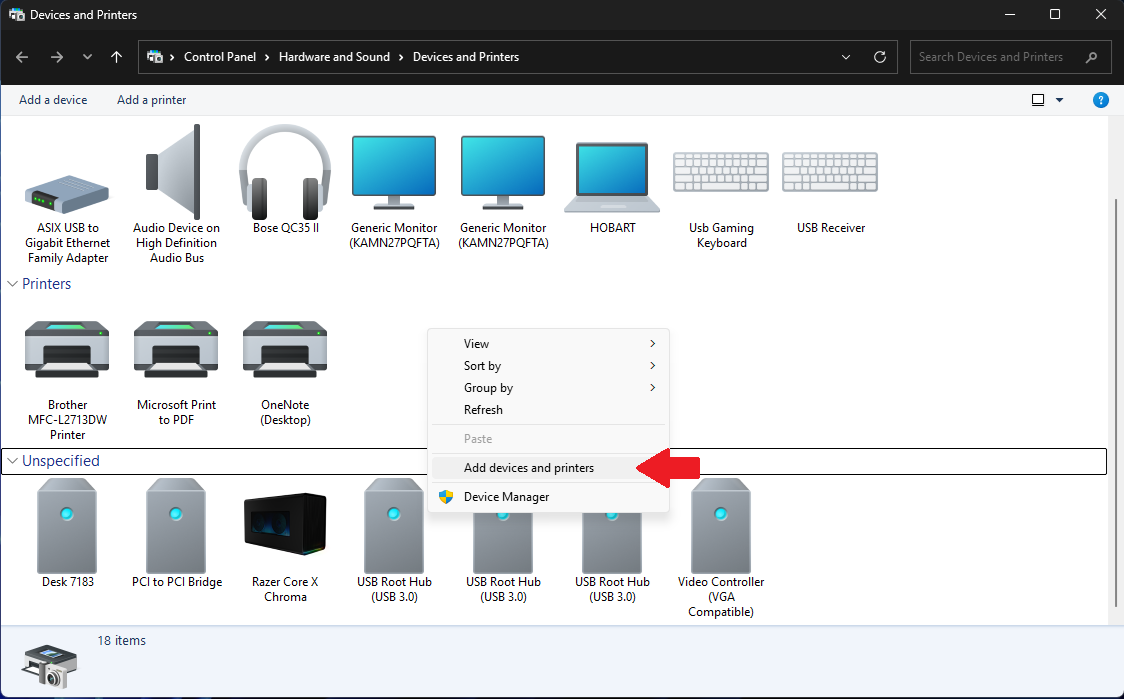 Devices and Printers
Control Panel > Hardware and Sound > Devices and Printers
Search Devices and Printers
Add a device
Add a printer
?
ASIX USB to
Gigabit Ethernet
Family Adapter
Audio Device on
High Definition
Audio Bus
Bose QC35 II
Generic Monitor
(KAMN27PQFTA)
Generic Monitor
(KAMN27PQFTA)
HOBART
Usb Gaming
Keyboard
USB Receiver
Printers
Brother
MFC-L2713DW
Printer
Microsoft Print
to PDF
OneNote
(Desktop)
View
Sort by
Group by
Refresh
Paste
Add devices and printers
Device Manager
Unspecified
Desk 7183
PCI to PCI Bridge
Razer Core X
Chroma
USB Root Hub
(USB 3.0)
USB Root Hub
(USB 3.0)
USB Root Hub
(USB 3.0)
Video Controller
(VGA
Compatible)
18 items